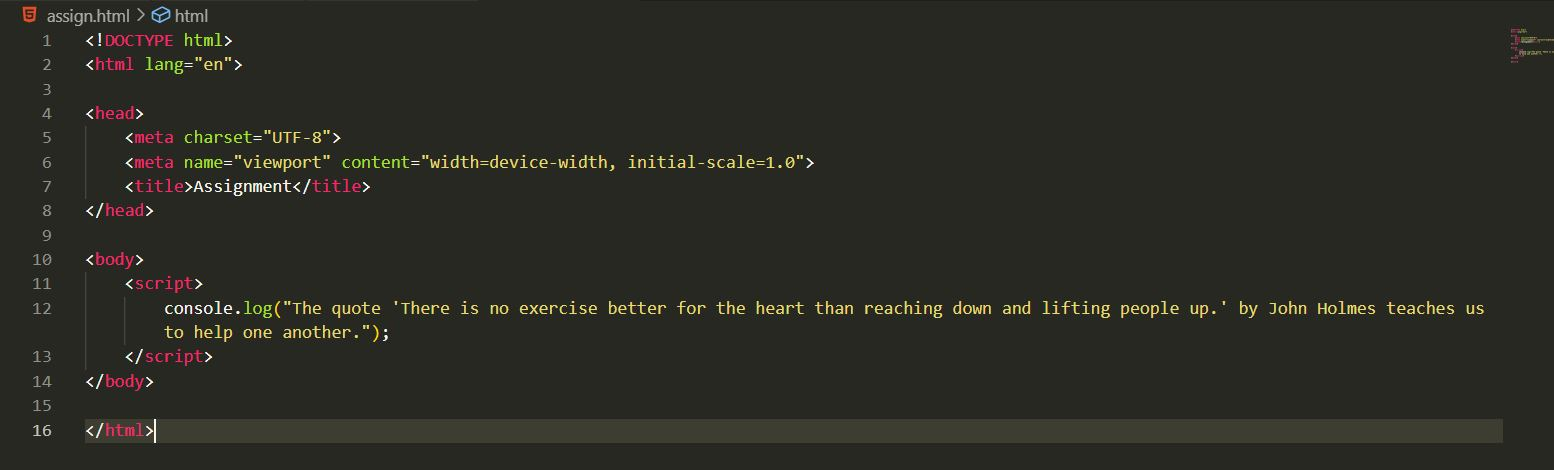 assign.html > html
1 <!DOCTYPE html>
2 <html lang="en">
3
4 <head>
5 <meta charset="UTF-8">
6 <meta name="viewport" content="width=device-width, initial-scale=1.0">
7 <title>Assignment</title>
8 </head>
9
10 <body>
11 <script>
12 console.log("The quote 'There is no exercise better for the heart than reaching down and lifting people up.' by John Holmes teaches us
to help one another.");
13 </script>
14 </body>
15
16 </html>